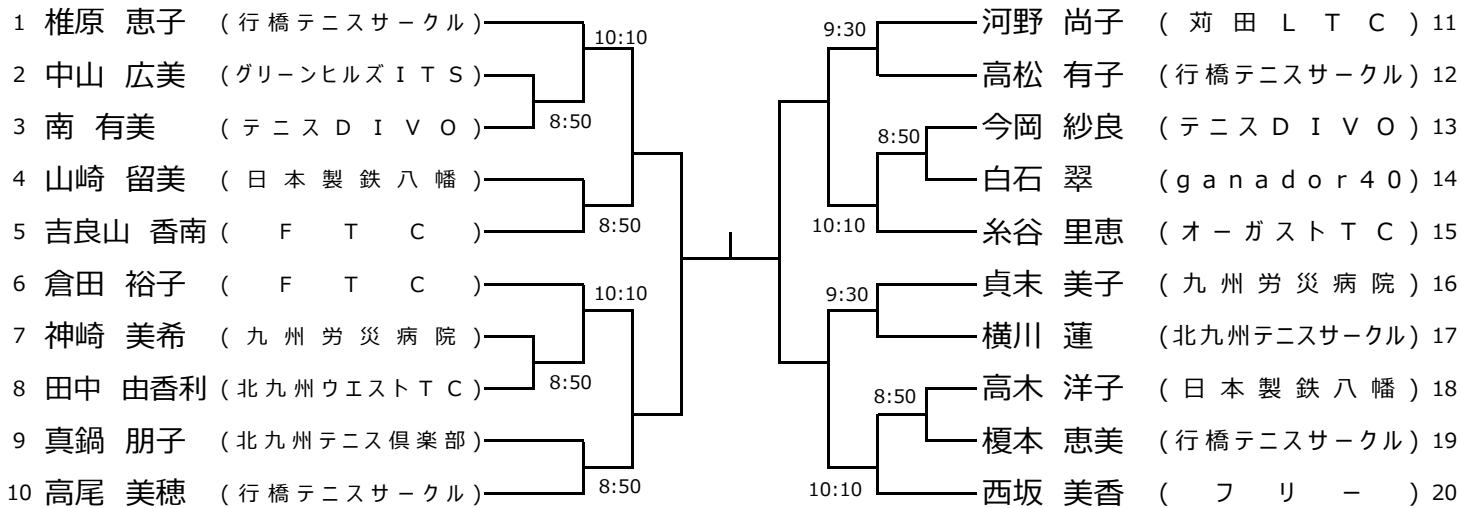 1 椎原 恵子 (行橋テニスサークル)
10:10
2 中山 広美 (グリーンヒルズITS)
3 南 有美 (テニスDIVO)
8:50
4 山崎 留美 (日本製鉄八幡)
5 吉良山 香南 (FTC)
8:50
6 倉田 裕子 (FTC)
10:10
7 神崎 美希 (九州労災病院)
8 田中 由香利 (北九州ウエストTC)
8:50
9 真鍋 朋子 (北九州テニス倶楽部)
10 高尾 美穂 (行橋テニスサークル)
8:50
河野 尚子 (苅田LTC) 11
9:30
高松 有子 (行橋テニスサークル) 12
今岡 紗良 (テニスDIVO) 13
8:50
白石 翠 (ganador40) 14
糸谷 里恵 (オーガストTC) 15
10:10
貞末 美子 (九州労災病院) 16
9:30
横川 蓮 (北九州テニスサークル) 17
高木 洋子 (日本製鉄八幡) 18
8:50
榎本 恵美 (行橋テニスサークル) 19
西坂 美香 (フリー) 20
10:10